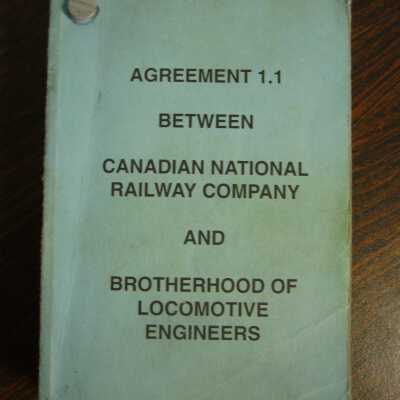 AGREEMENT 1.1
BETWEEN
CANADIAN NATIONAL
RAILWAY COMPANY
AND
BROTHERHOOD OF
LOCOMOTIVE
ENGINEERS